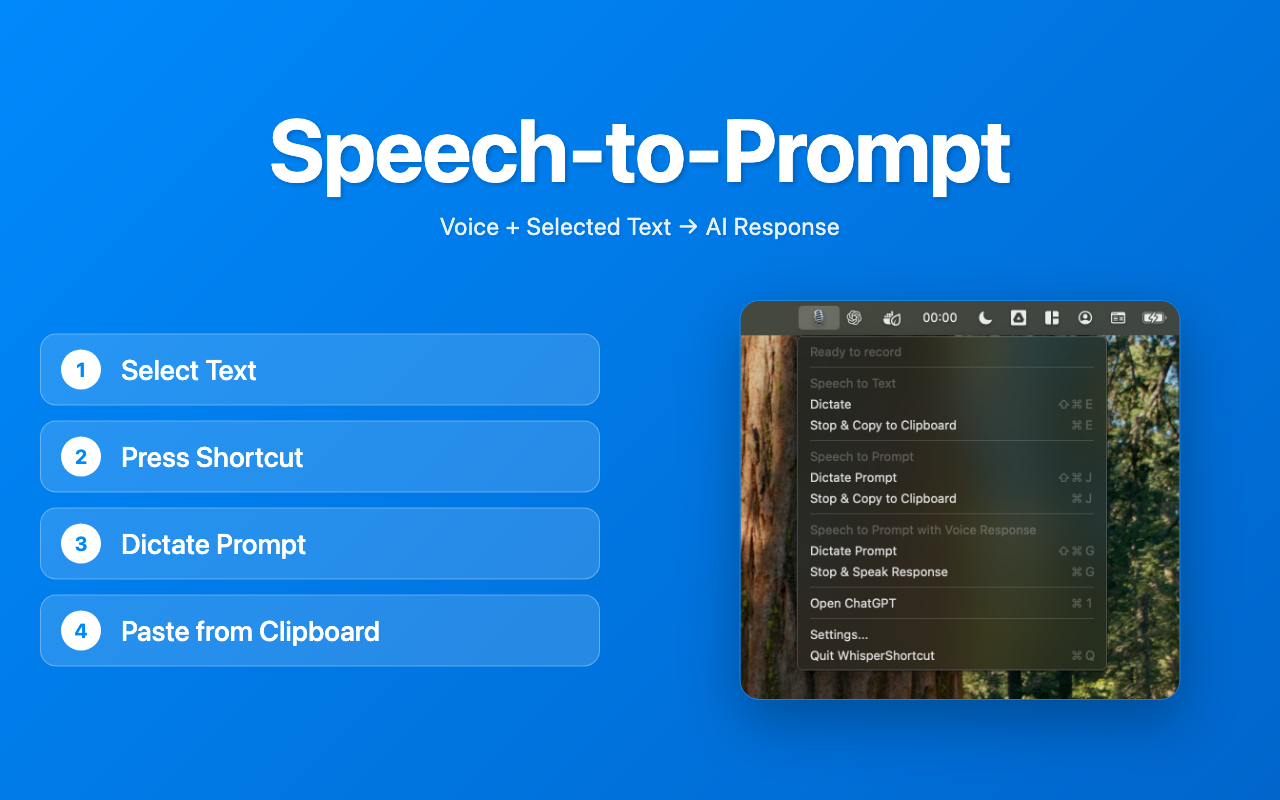 Speech-to-Prompt
Voice + Selected Text → AI Response
1 Select Text
2 Press Shortcut
3 Dictate Prompt
4 Paste from Clipboard
00:00
Ready to record
Speech to Text
Dictate ⇧⌘E
Stop & Copy to Clipboard ⌘E
Speech to Prompt
Dictate Prompt ⇧⌘J
Stop & Copy to Clipboard ⌘J
Speech to Prompt with Voice Response
Dictate Prompt ⇧⌘G
Stop & Speak Response ⌘G
Open ChatGPT ⌘1
Settings...
Quit WhisperShortcut ⌘Q